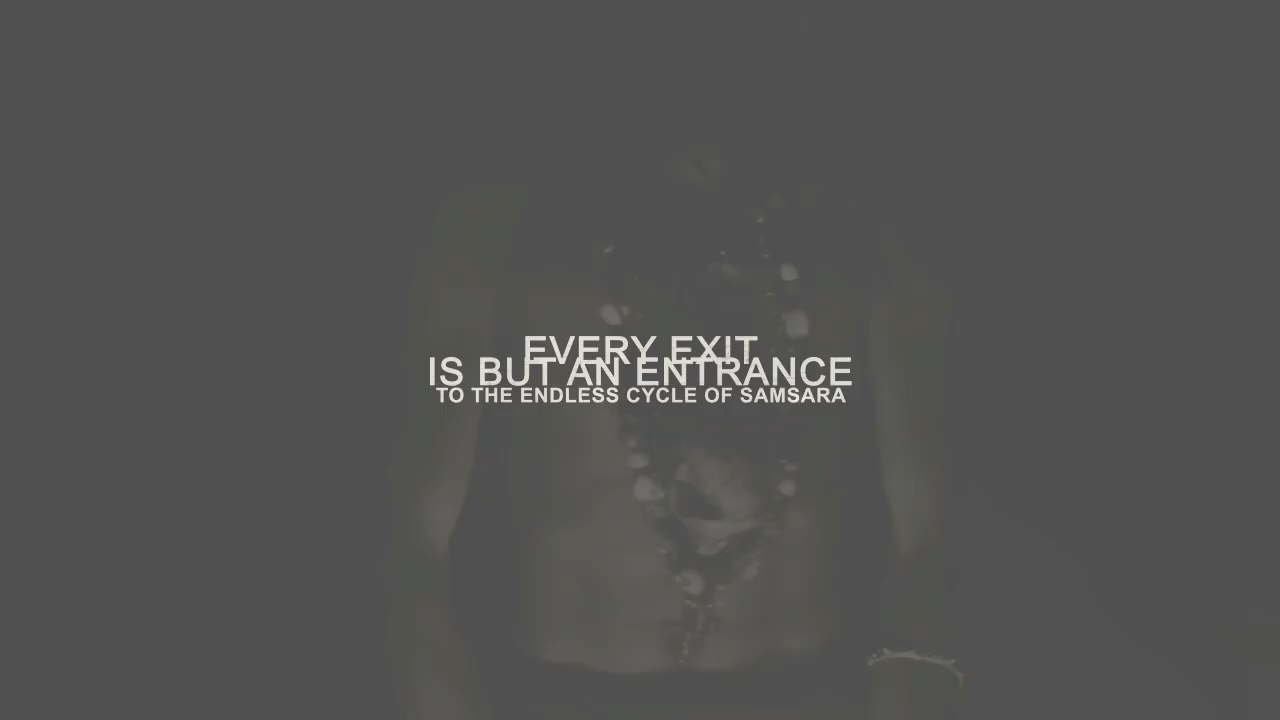 EVERY EXIT
IS BUT AN ENTRANCE
TO THE ENDLESS CYCLE OF SAMSARA